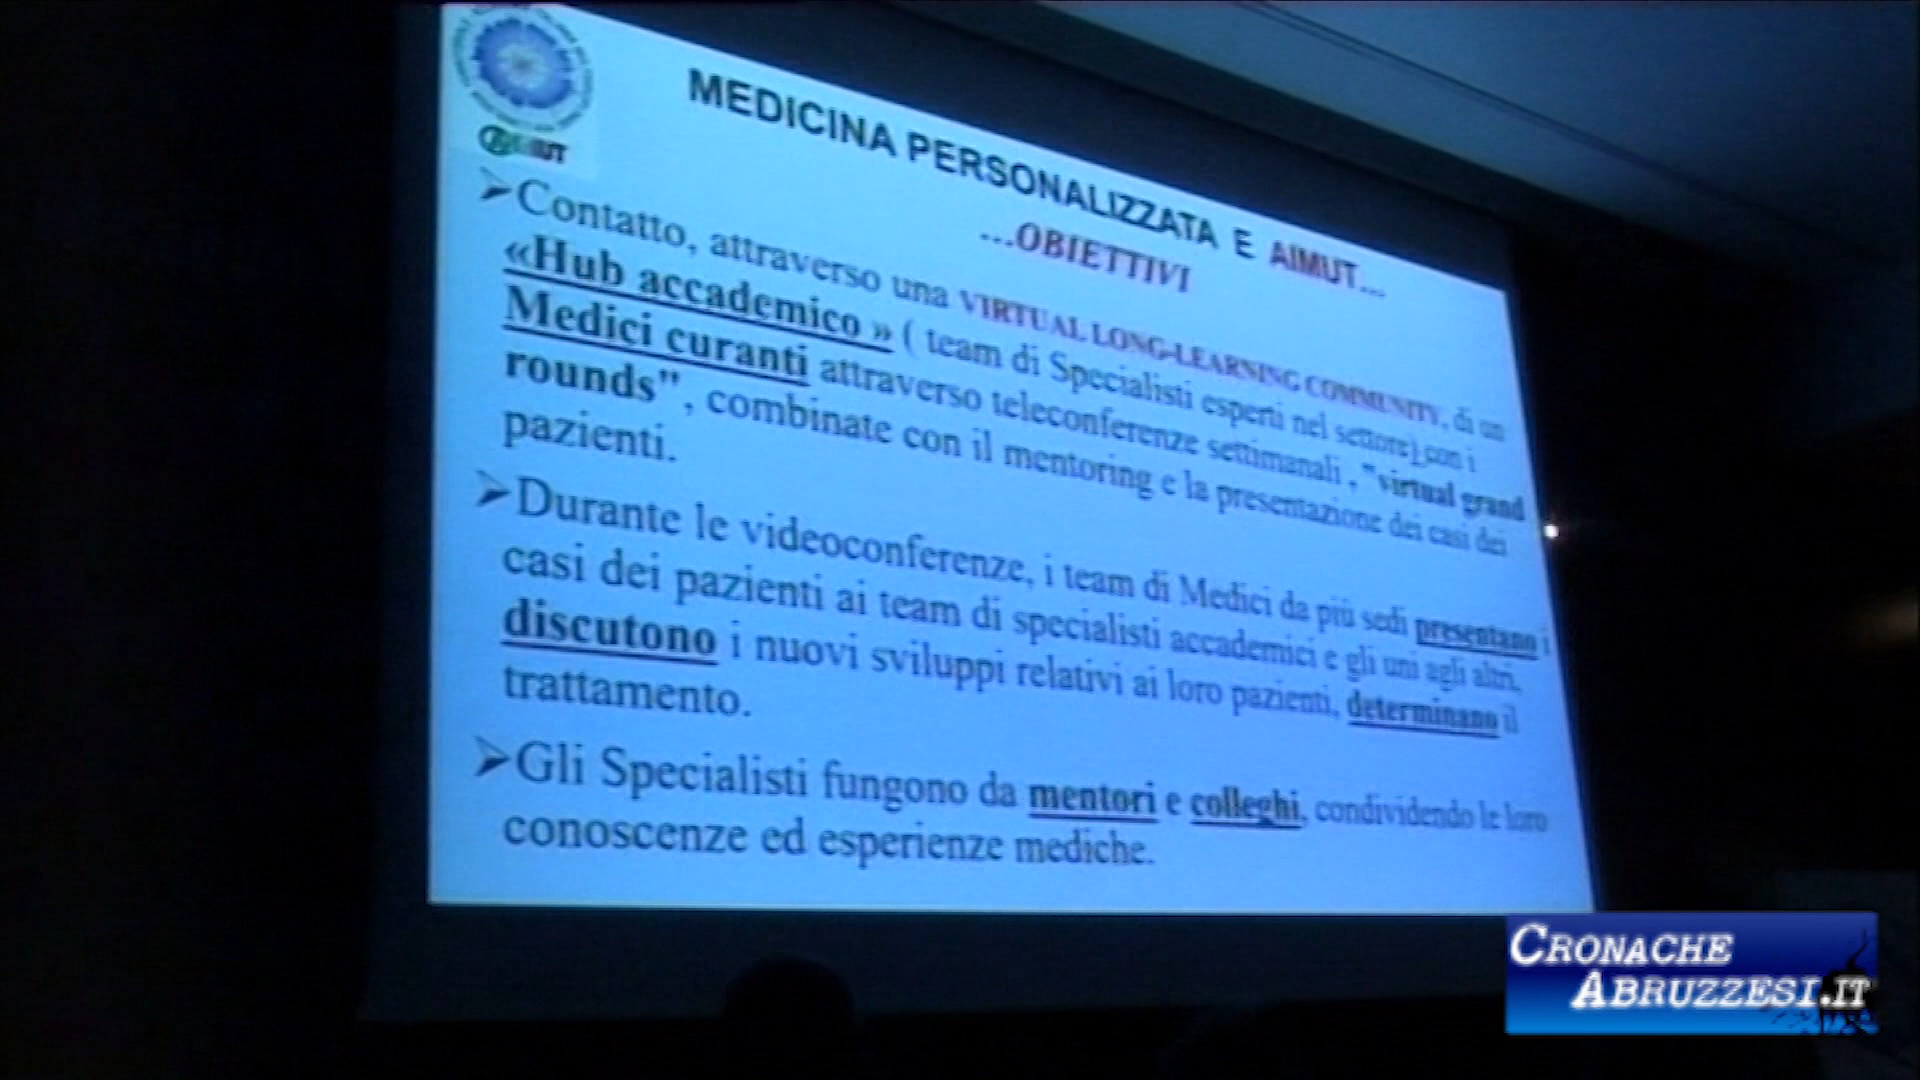 MEDICINA PERSONALIZZATA E AIMUT...
...OBIETTIVI
➢Contatto, attraverso una VIRTUAL LONG-LEARNING COMMUNITY, di un
«Hub accademico » ( team di Specialisti esperti nel settore) con i
Medici curanti attraverso teleconferenze settimanali , "virtual grand
rounds", combinate con il mentoring e la presentazione dei casi dei
pazienti.
➢Durante le videoconferenze, i team di Medici da più sedi presentano i
casi dei pazienti ai team di specialisti accademici e gli uni agli altri,
discutono i nuovi sviluppi relativi ai loro pazienti, determinano il
trattamento.
➢Gli Specialisti fungono da mentori e colleghi, condividendo le loro
conoscenze ed esperienze mediche.
CRONACHE
ABRUZZESI.IT